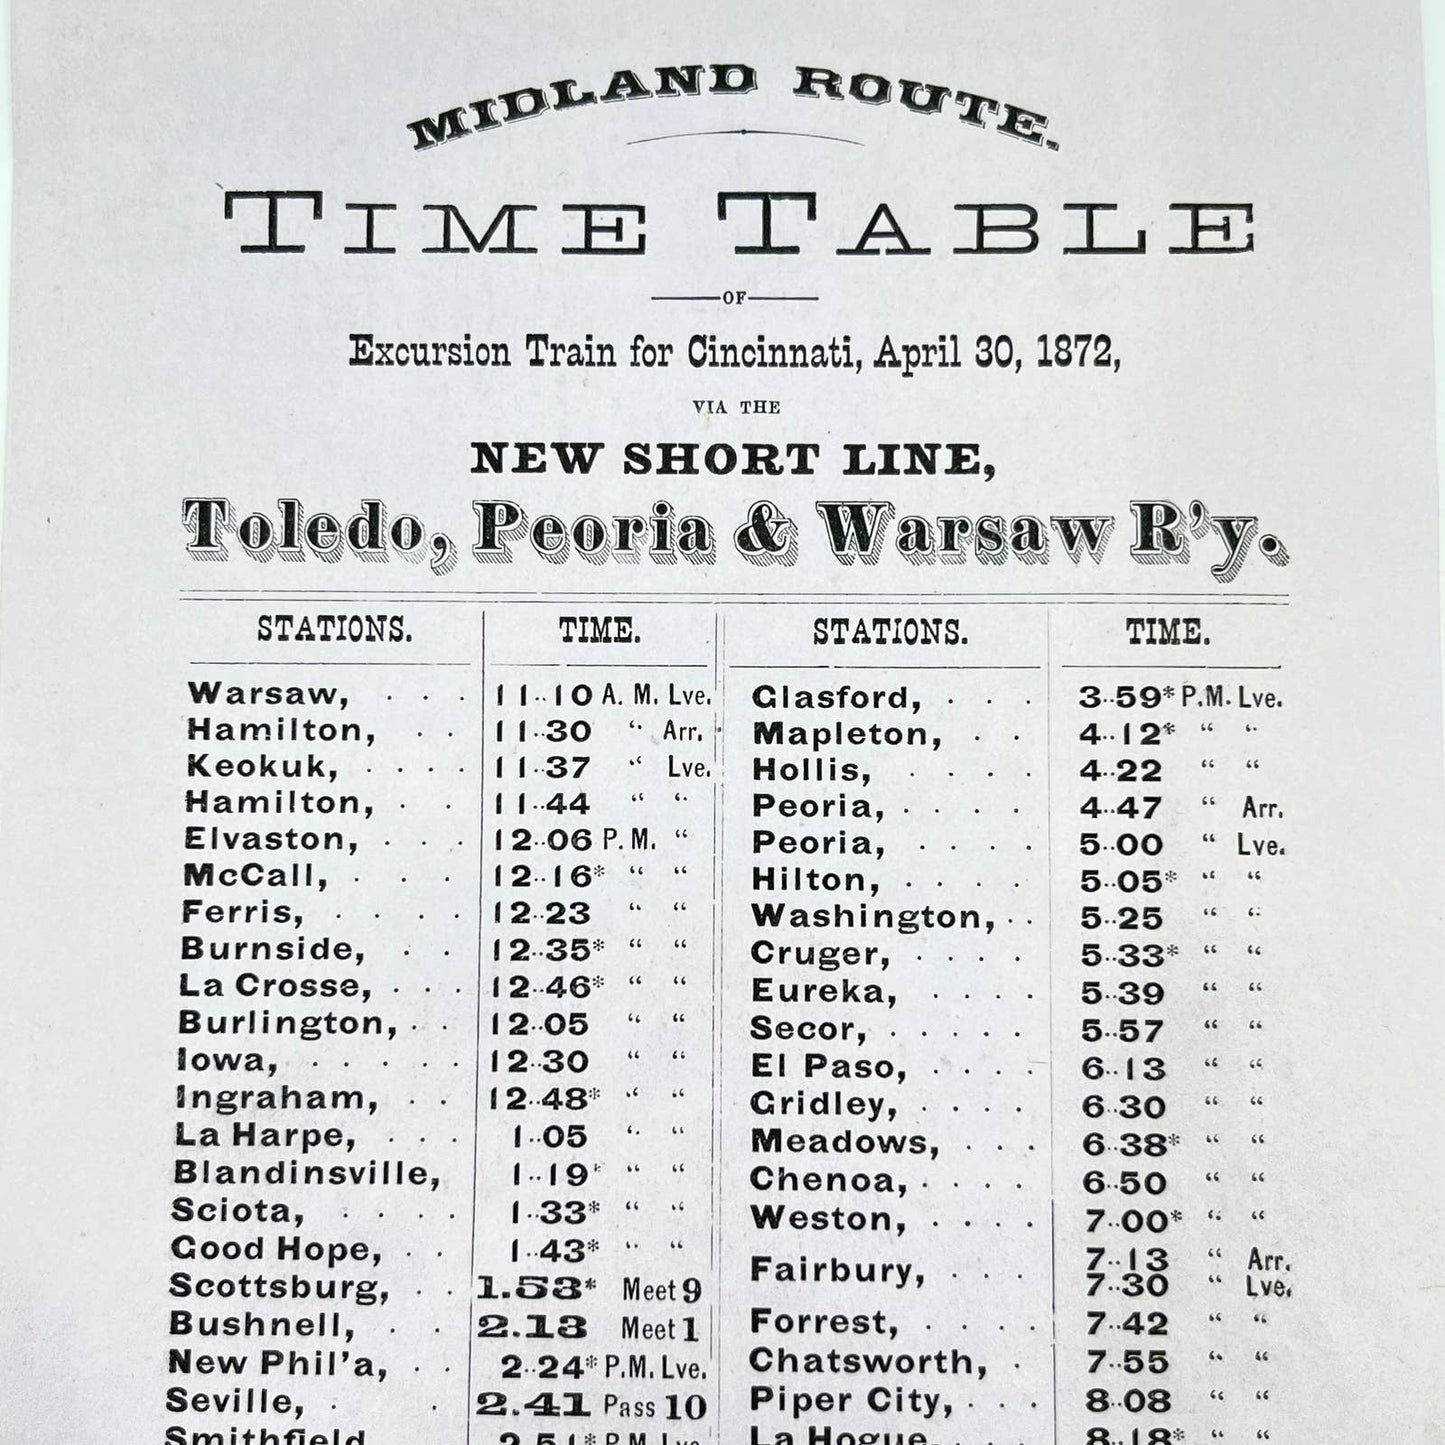 MIDLAND ROUTE.
TIME TABLE
OF
Excursion Train for Cincinnati, April 30, 1872,
VIA THE
NEW SHORT LINE,
Toledo, Peoria & Warsaw R'y.
STATIONS. TIME. STATIONS. TIME.
Warsaw, . . . 11..10 A. M. Lve. Glasford, . . . 3..59* P.M. Lve.
Hamilton, . . 11..30 " Arr. Mapleton, . . 4..12* " "
Keokuk, . . . . 11..37 " Lve. Hollis, . . . . 4..22 " "
Hamilton, . . 11..44 " " Peoria, . . . . 4..47 " Arr.
Elvaston, . . . 12..06 P. M. " Peoria, . . . . 5..00 " Lve.
McCall, . . . 12..16* " " Hilton, . . . . 5..05* " "
Ferris, . . . . 12..23 " " Washington, . . 5..25 " "
Burnside, . . 12..35* " " Cruger, . . . . 5..33* " "
La Crosse, . . . 12..46* " " Eureka, . . . . 5..39 " "
Burlington, . . 12..05 " " Secor, . . . . . 5..57 " "
Iowa, . . . . . 12..30 " " El Paso, . . . . 6..13 " "
Ingraham, . . 12..48* " " Gridley, . . . . 6..30 " "
La Harpe, . . . 1..05 " " Meadows, . . . 6..38* " "
Blandinsville, 1..19* " " Chenoa, . . . . 6..50 " "
Sciota, . . . . 1..33* " " Weston, . . . . 7..00* " "
Good Hope, . . 1..43* " " Fairbury, . . . 7..13 " Arr.
7..30 " Lve.
Scottsburg, . . 1.53* Meet 9
Bushnell, . . 2.13 Meet 1 Forrest, . . . . 7..42 " "
New Phil'a, . . 2..24* P.M. Lve. Chatsworth, . 7..55 " "
Seville, . . 2.41 Pass 10 Piper City, . . . 8..08 " "
Smithfield 2.51* P.M. Lve. La Hogue, . . . 8..18* " "